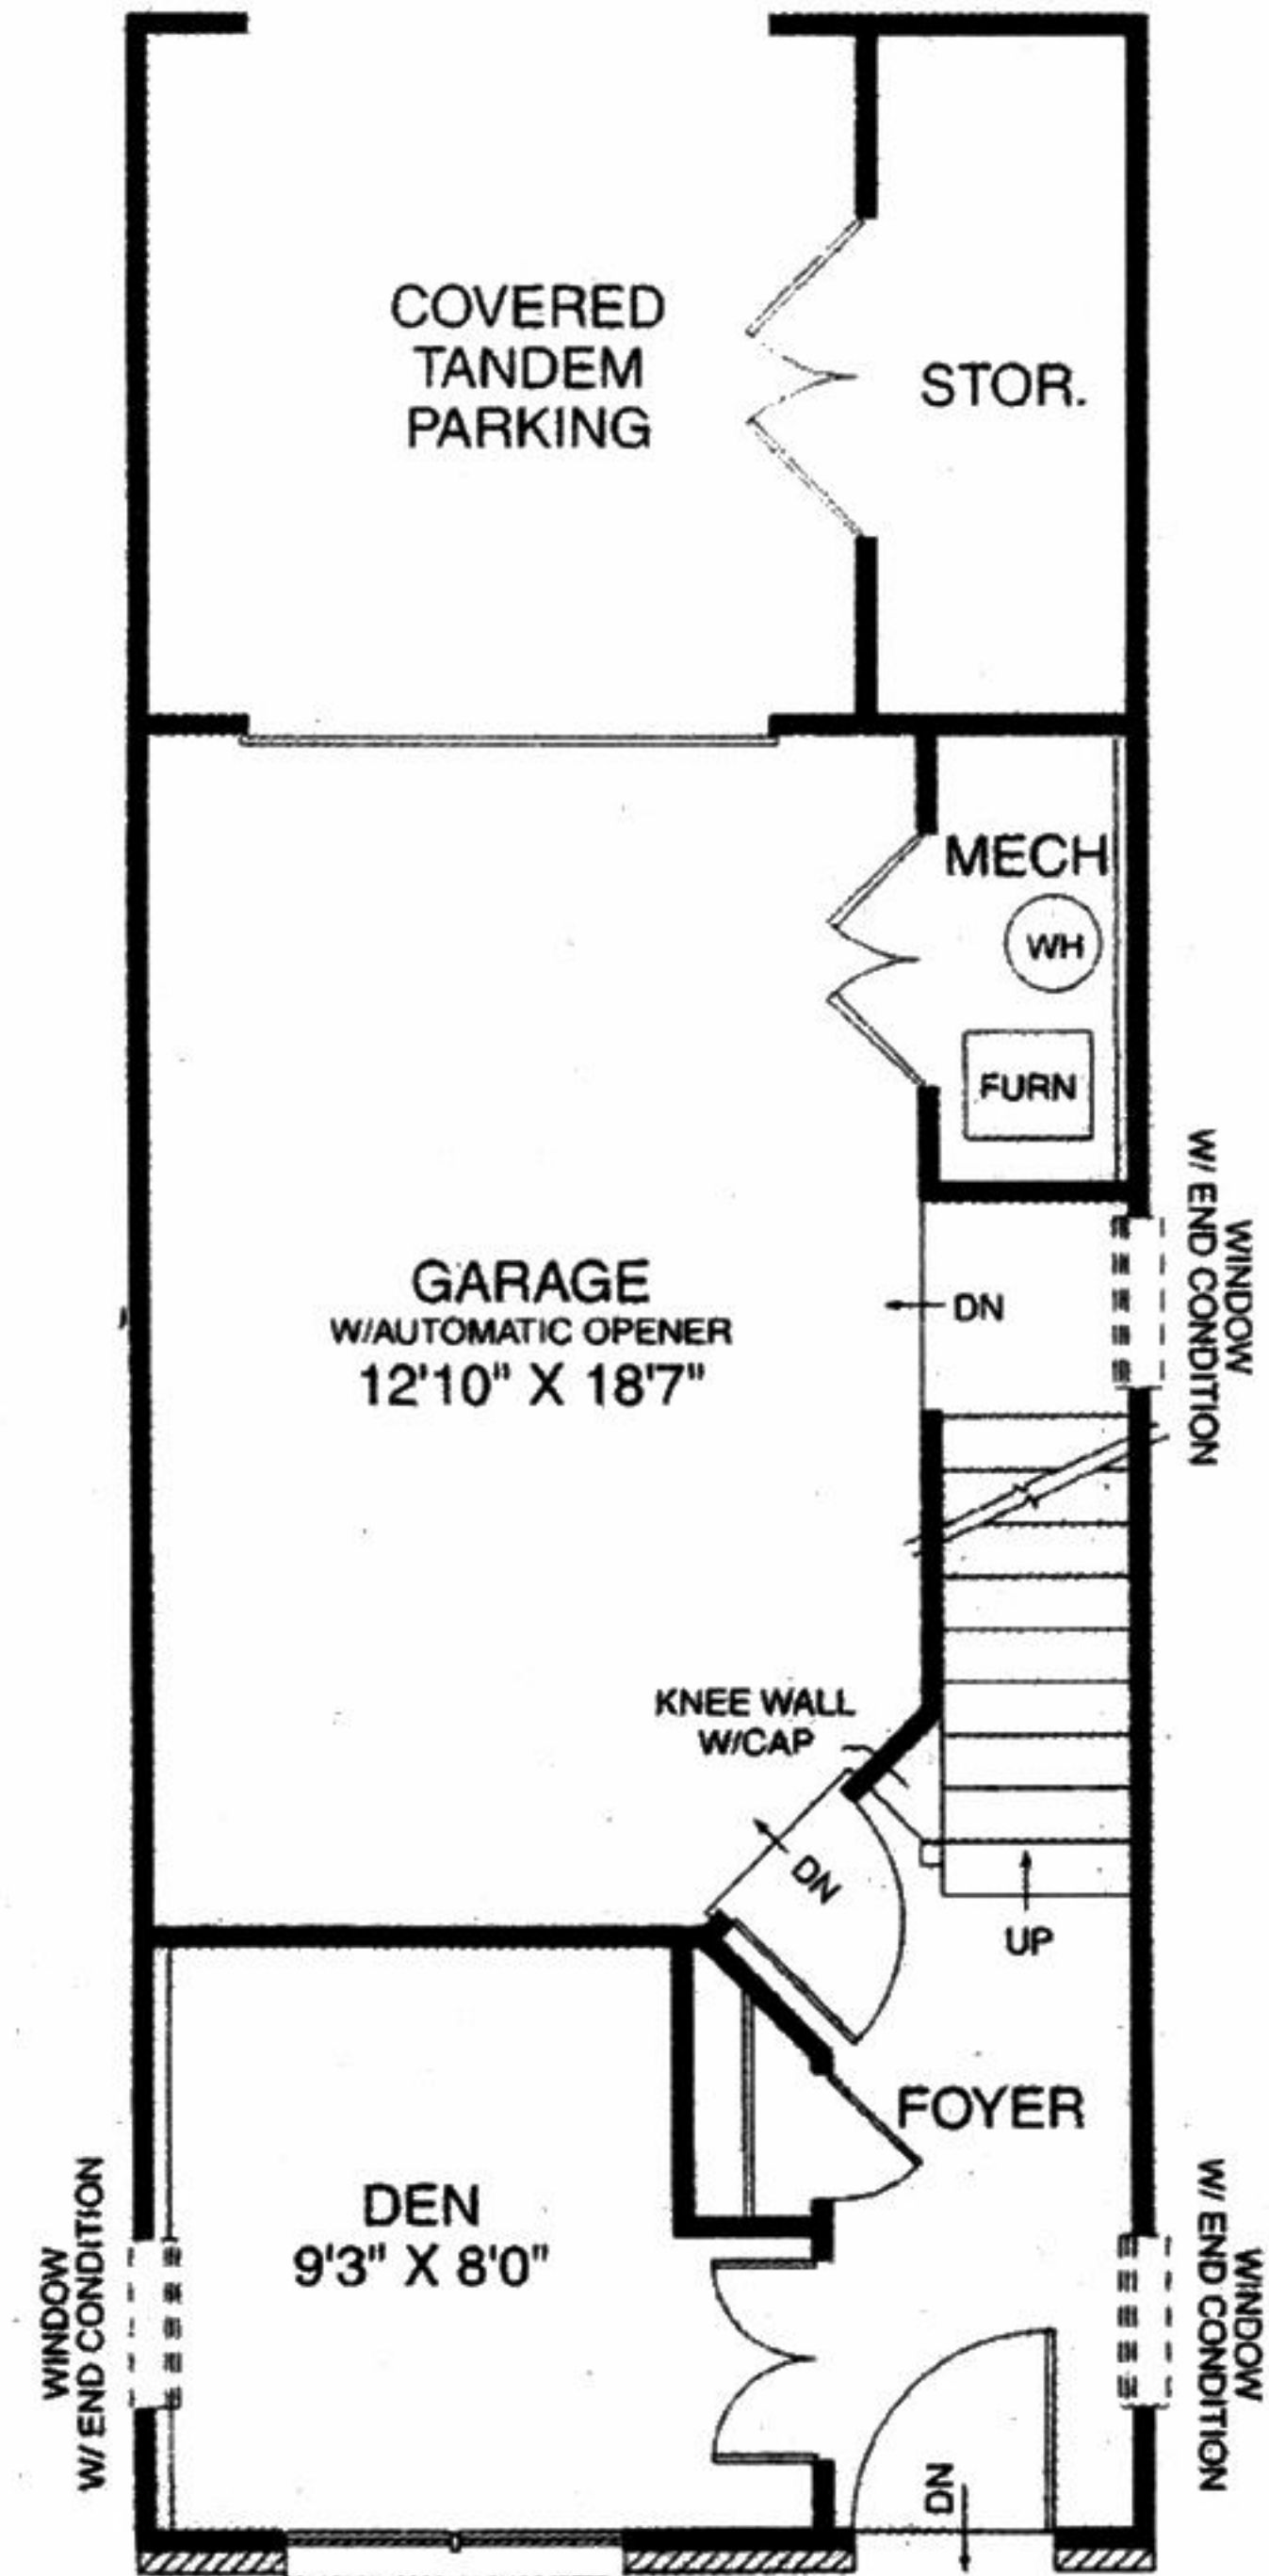 COVERED
TANDEM
PARKING
STOR.
MECH
WH
FURN
WINDOW
W/ END CONDITION
GARAGE
W/AUTOMATIC OPENER
12'10" X 18'7"
DN
KNEE WALL
W/CAP
DN
UP
FOYER
DEN
9'3" X 8'0"
WINDOW
W/ END CONDITION
WINDOW
W/ END CONDITION
DN